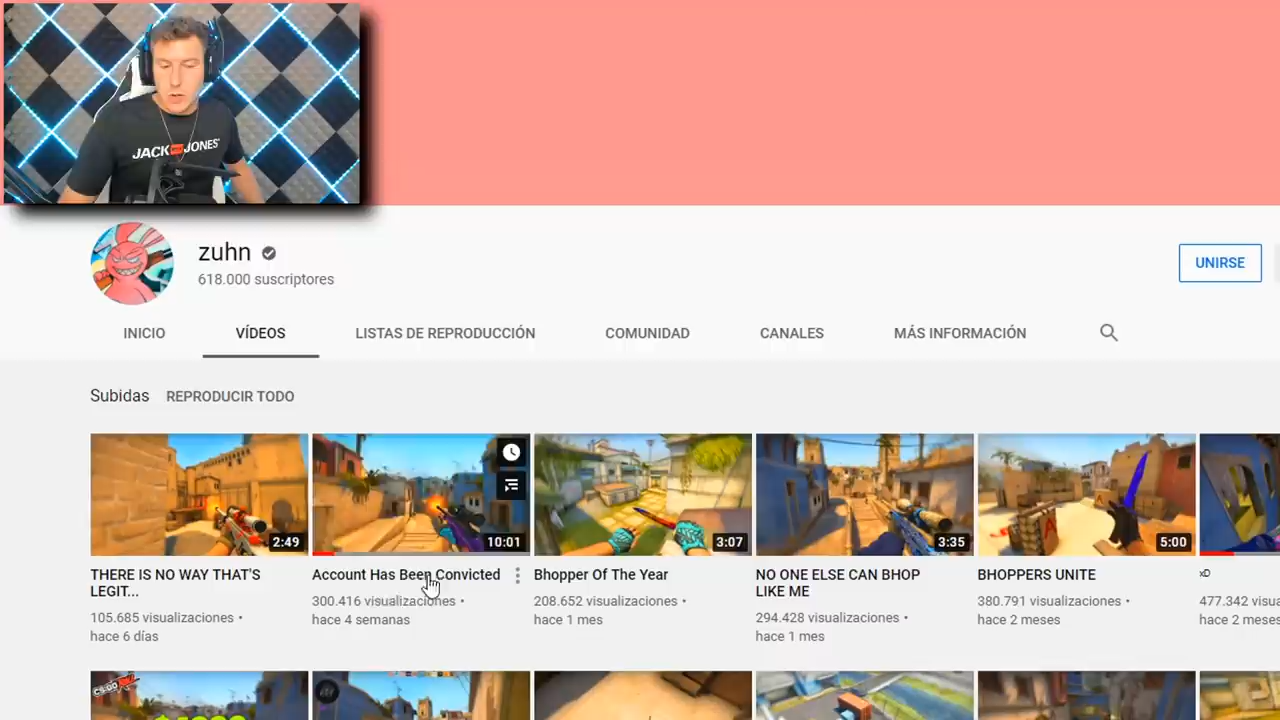 JACK JONES
zuhn
618.000 suscriptores
UNIRSE
INICIO VÍDEOS LISTAS DE REPRODUCCIÓN COMUNIDAD CANALES MÁS INFORMACIÓN
Subidas REPRODUCIR TODO
2:49 10:01 3:07 3:35 5:00
THERE IS NO WAY THAT'S
LEGIT...
105.685 visualizaciones •
hace 6 días
Account Has Been Convicted
300.416 visualizaciones •
hace 4 semanas
Bhopper Of The Year
208.652 visualizaciones •
hace 1 mes
NO ONE ELSE CAN BHOP
LIKE ME
294.428 visualizaciones •
hace 1 mes
BHOPPERS UNITE
380.791 visualizaciones •
hace 2 meses
xD
477.342
hace 2 meses